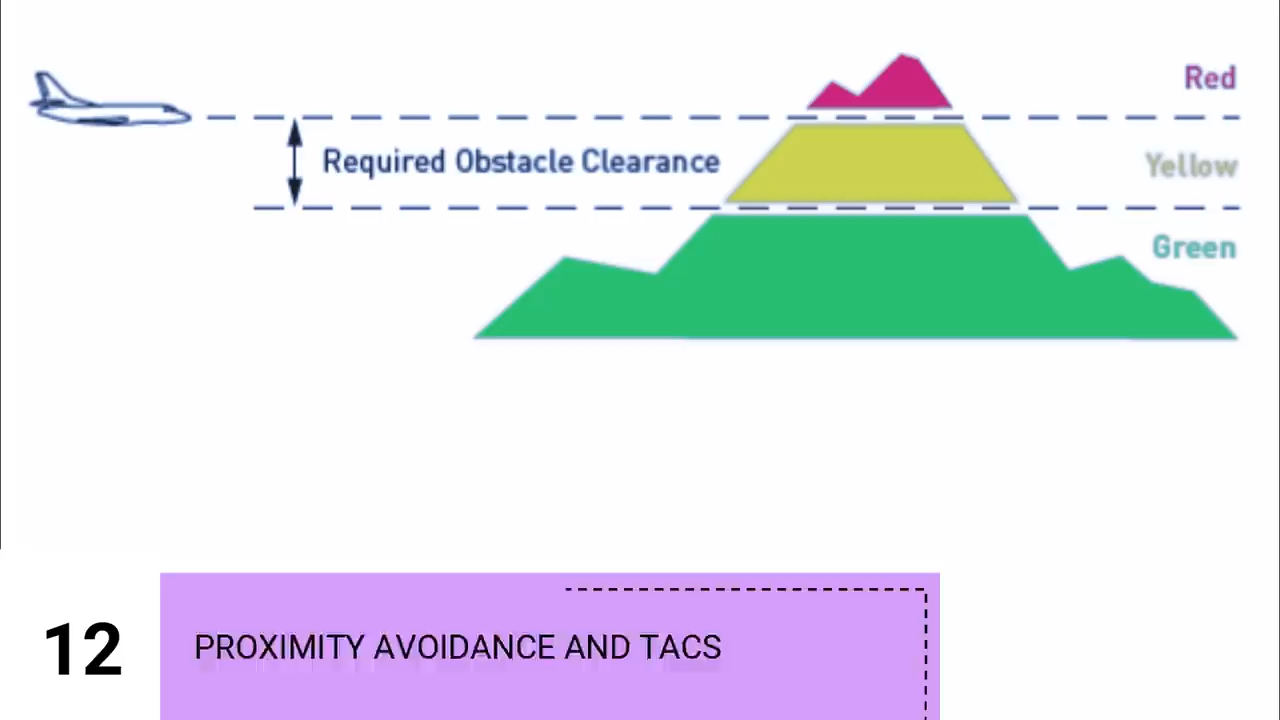 Red
Required Obstacle Clearance
Yellow
Green
12
PROXIMITY AVOIDANCE AND TACS